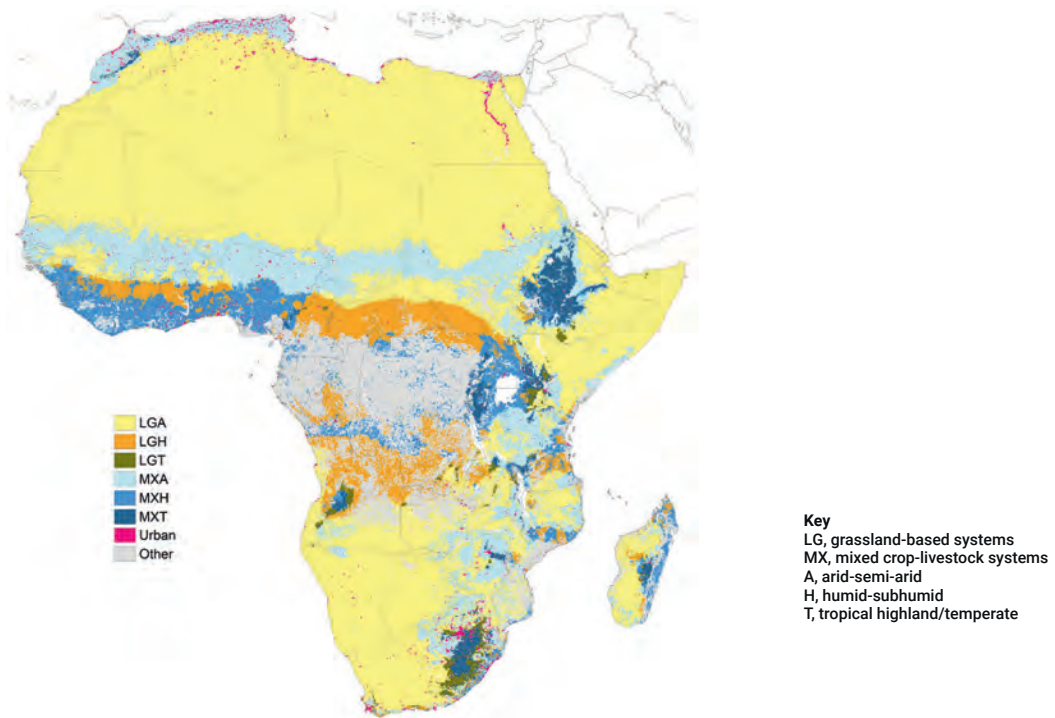 LGA
LGH
LGT
MXA
MXH
MXT
Urban
Other
Key
LG, grassland-based systems
MX, mixed crop-livestock systems
A, arid-semi-arid
H, humid-subhumid
T, tropical highland/temperate